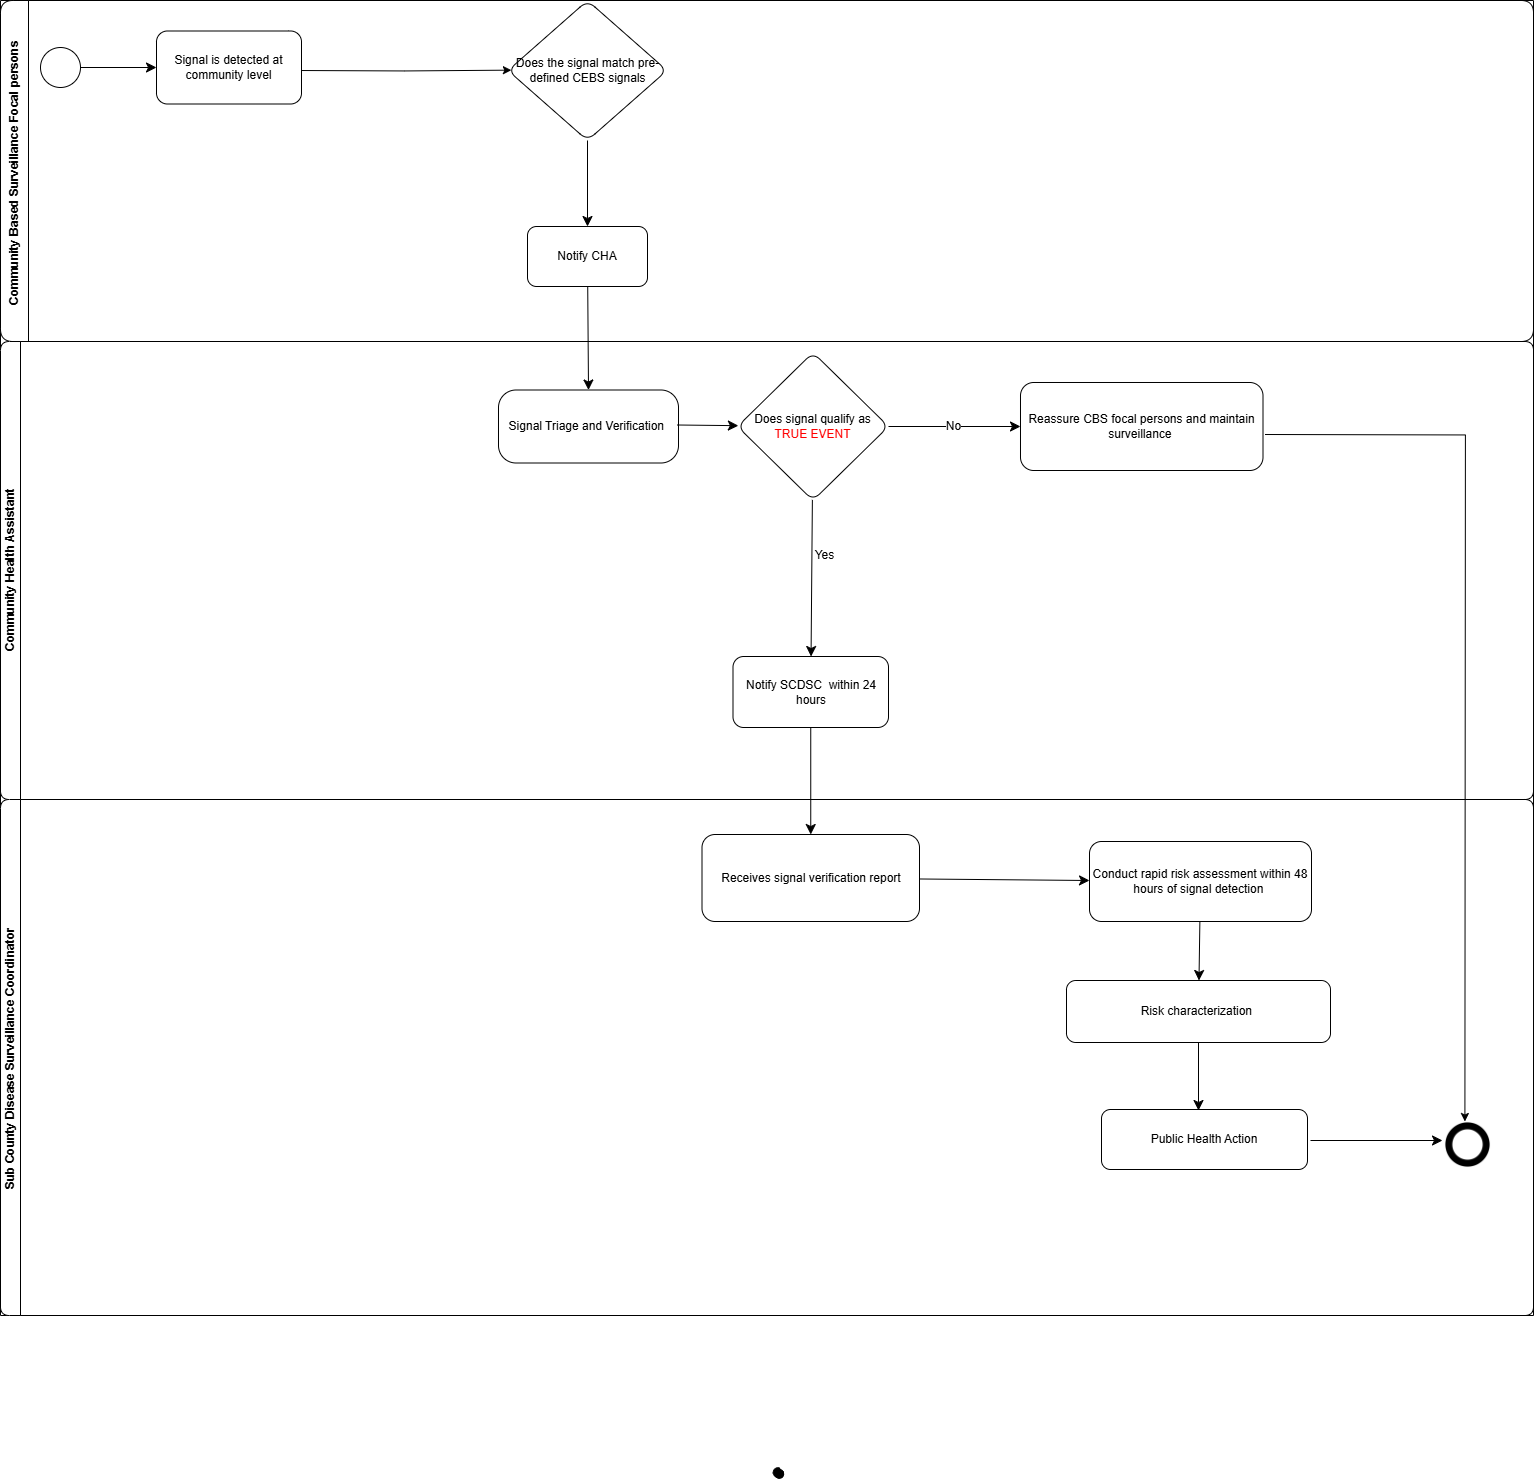 Community Based Surveillance Focal persons
Signal is detected at
community level
Does the signal match pre-
defined CEBS signals
Notify CHA
Community Health Assistant
Signal Triage and Verification
Does signal qualify as
TRUE EVENT
No
Reassure CBS focal persons and maintain
surveillance
Yes
Notify SCDSC within 24
hours
Sub County Disease Surveillance Coordinator
Receives signal verification report
Conduct rapid risk assessment within 48
hours of signal detection
Risk characterization
Public Health Action